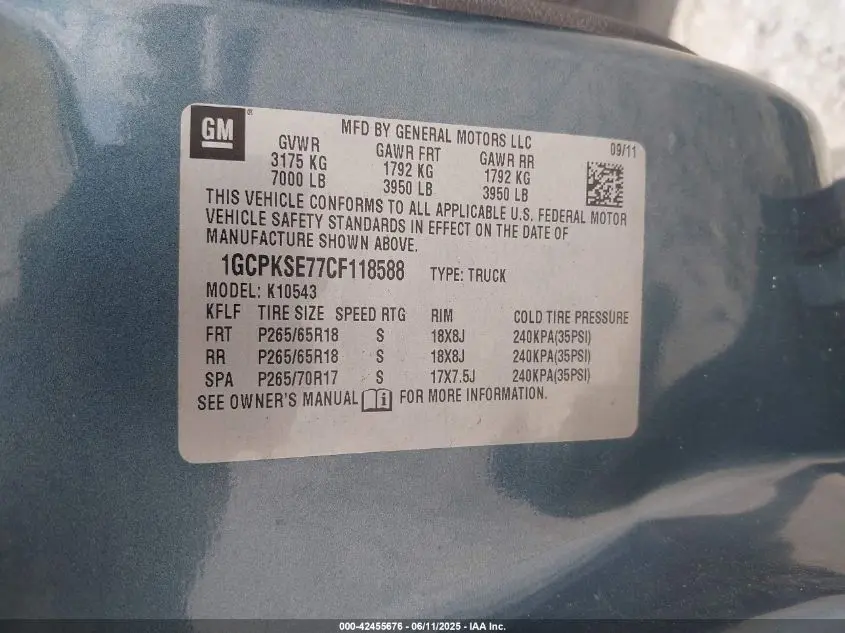 GM
MFD BY GENERAL MOTORS LLC
09/11
GVWR GAWR FRT GAWR RR
3175 KG 1792 KG 1792 KG
7000 LB 3950 LB 3950 LB
THIS VEHICLE CONFORMS TO ALL APPLICABLE U.S. FEDERAL MOTOR
VEHICLE SAFETY STANDARDS IN EFFECT ON THE DATE OF
MANUFACTURE SHOWN ABOVE.
1GCPKSE77CF118588 TYPE: TRUCK
MODEL: K10543
KFLF TIRE SIZE SPEED RTG RIM COLD TIRE PRESSURE
FRT P265/65R18 S 18X8J 240KPA(35PSI)
RR P265/65R18 S 18X8J 240KPA(35PSI)
SPA P265/70R17 S 17X7.5J 240KPA(35PSI)
SEE OWNER'S MANUAL i FOR MORE INFORMATION.
000-42455676 - 06/11/2025 - IAA Inc.